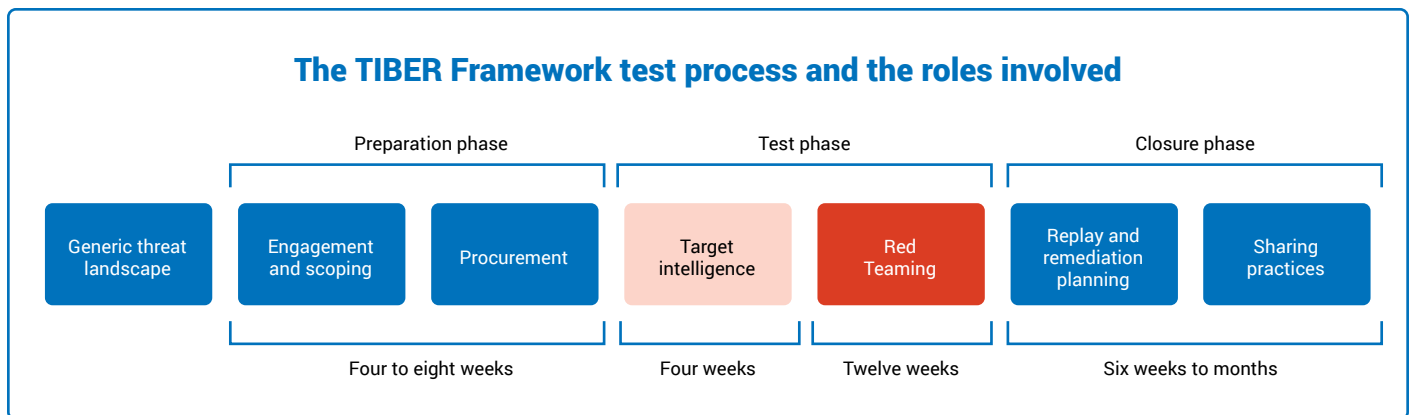 The TIBER Framework test process and the roles involved
Preparation phase
Test phase
Closure phase
Generic threat
landscape
Engagement
and scoping
Procurement
Target
intelligence
Red
Teaming
Replay and
remediation
planning
Sharing
practices
Four to eight weeks
Four weeks
Twelve weeks
Six weeks to months